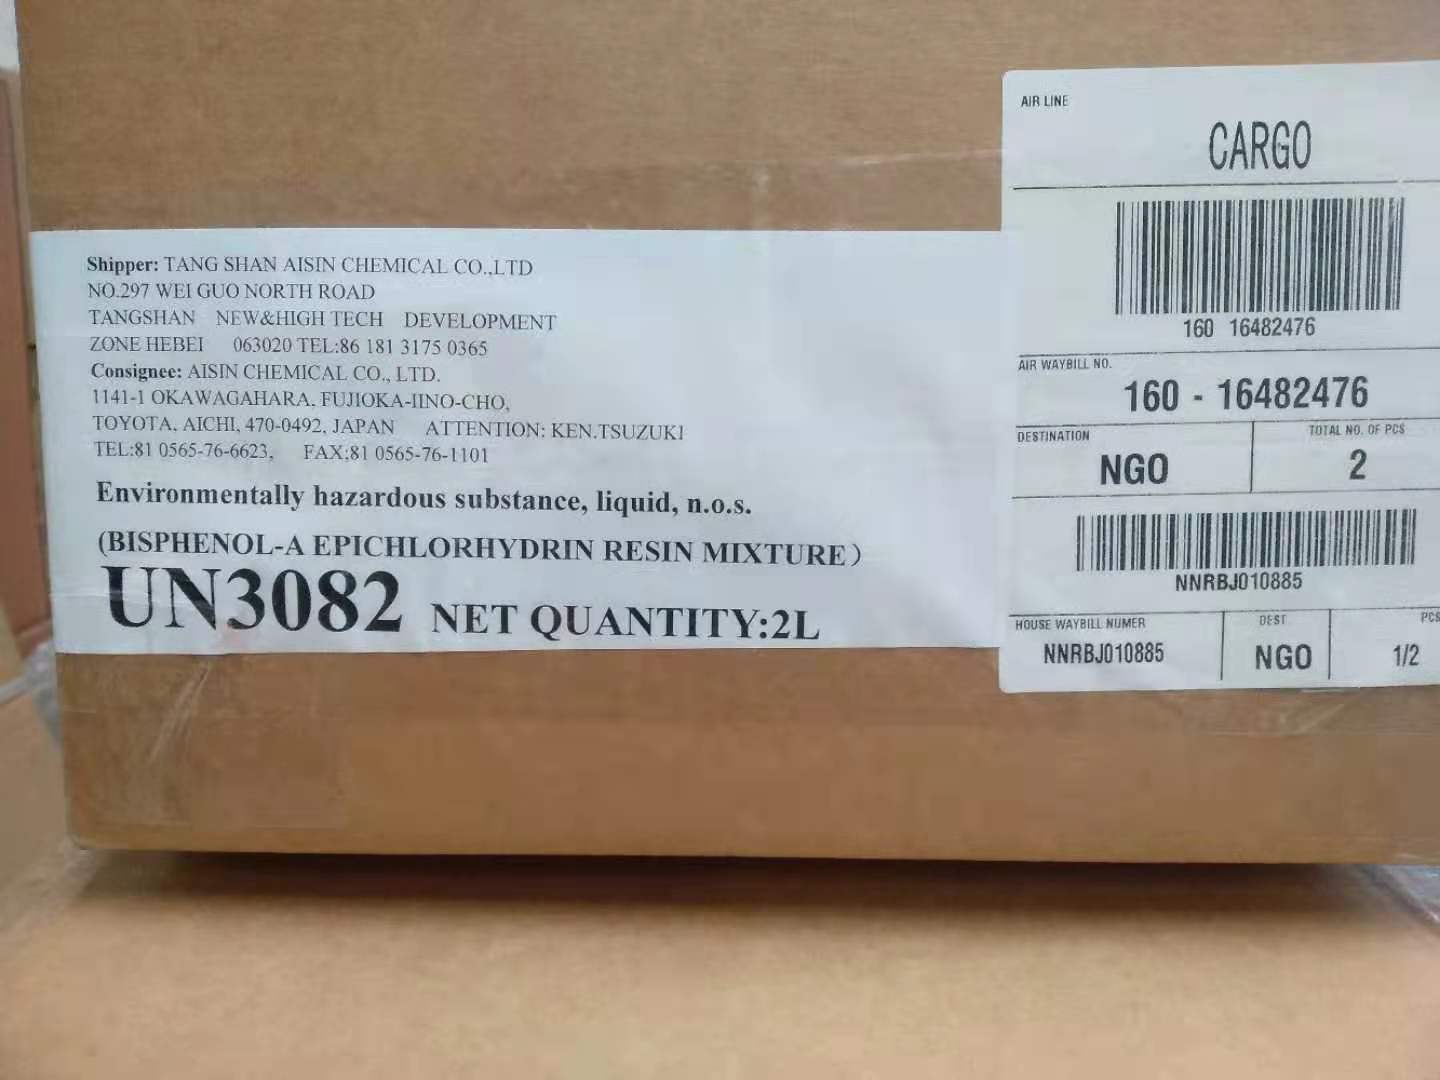 Shipper: TANG SHAN AISIN CHEMICAL CO.,LTD
NO.297 WEI GUO NORTH ROAD
TANGSHAN NEW&HIGH TECH DEVELOPMENT
ZONE HEBEI 063020 TEL:86 181 3175 0365
Consignee: AISIN CHEMICAL CO., LTD.
1141-1 OKAWAGAHARA, FUJIOKA-IINO-CHO,
TOYOTA, AICHI, 470-0492, JAPAN ATTENTION: KEN.TSUZUKI
TEL:81 0565-76-6623, FAX:81 0565-76-1101
Environmentally hazardous substance, liquid, n.o.s.
(BISPHENOL-A EPICHLORHYDRIN RESIN MIXTURE)
UN3082 NET QUANTITY:2L
AIR LINE
CARGO
160 16482476
AIR WAYBILL NO.
160 - 16482476
DESTINATION TOTAL NO. OF PCS
NGO 2
NNRBJ010885
HOUSE WAYBILL NUMER DEST PCS
NNRBJ010885 NGO 1/2